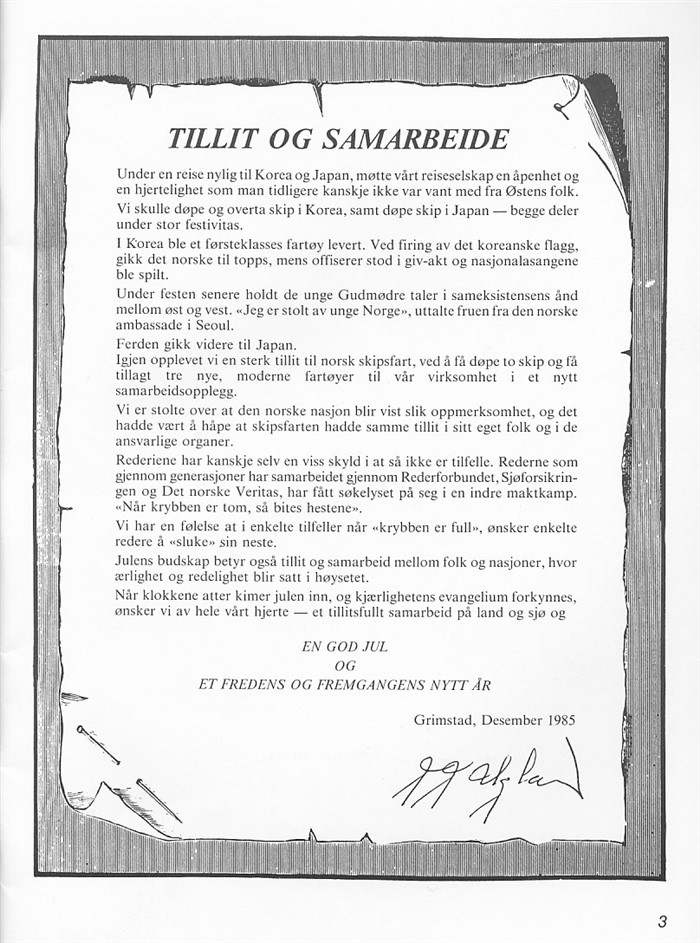 TILLIT OG SAMARBEIDE
Under en reise nylig til Korea og Japan, møtte vårt reiseselskap en åpenhet og
en hjertelighet som man tidligere kanskje ikke var vant med fra Østens folk.
Vi skulle døpe og overta skip i Korea, samt døpe skip i Japan — begge deler
under stor festivitas.
I Korea ble et førsteklasses fartøy levert. Ved firing av det koreanske flagg,
gikk det norske til topps, mens offiserer stod i giv-akt og nasjonalasangene
ble spilt.
Under festen senere holdt de unge Gudmødre taler i sameksistensens ånd
mellom øst og vest. «Jeg er stolt av unge Norge», uttalte fruen fra den norske
ambassade i Seoul.
Ferden gikk videre til Japan.
Igjen opplevet vi en sterk tillit til norsk skipsfart, ved å få døpe to skip og få
tillagt tre nye, moderne fartøyer til vår virksomhet i et nytt
samarbeidsopplegg.
Vi er stolte over at den norske nasjon blir vist slik oppmerksomhet, og det
hadde vært å håpe at skipsfarten hadde samme tillit i sitt eget folk og i de
ansvarlige organer.
Rederiene har kanskje selv en viss skyld i at så ikke er tilfelle. Rederne som
gjennom generasjoner har samarbeidet gjennom Rederforbundet, Sjøforsikrin-
gen og Det norske Veritas, har fått søkelyset på seg i en indre maktkamp.
«Når krybben er tom, så bites hestene».
Vi har en følelse at i enkelte tilfeller når «krybben er full», ønsker enkelte
redere å «sluke» sin neste.
Julens budskap betyr også tillit og samarbeid mellom folk og nasjoner, hvor
ærlighet og redelighet blir satt i høysetet.
Når klokkene atter kimer julen inn, og kjærlighetens evangelium forkynnes,
ønsker vi av hele vårt hjerte — et tillitsfullt samarbeid på land og sjø og
EN GOD JUL
OG
ET FREDENS OG FREMGANGENS NYTT ÅR
Grimstad, Desember 1985
3